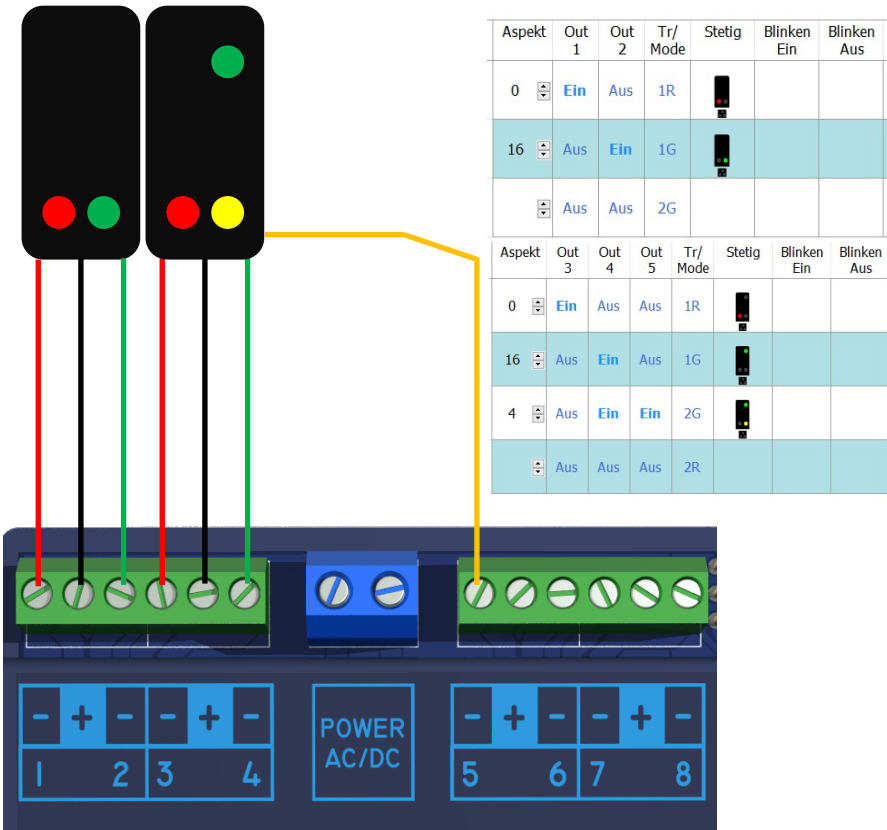 Aspekt Out 1 Out 2 Tr/ Mode Stetig Blinken Ein Blinken Aus
0 Ein Aus 1R
16 Aus Ein 1G
Aus Aus 2G
Aspekt Out 3 Out 4 Out 5 Tr/ Mode Stetig Blinken Ein Blinken Aus
0 Ein Aus Aus 1R
16 Aus Ein Aus 1G
4 Aus Ein Ein 2G
Aus Aus Aus 2R
- + - - + - POWER AC/DC - + - - + -
1 2 3 4 5 6 7 8